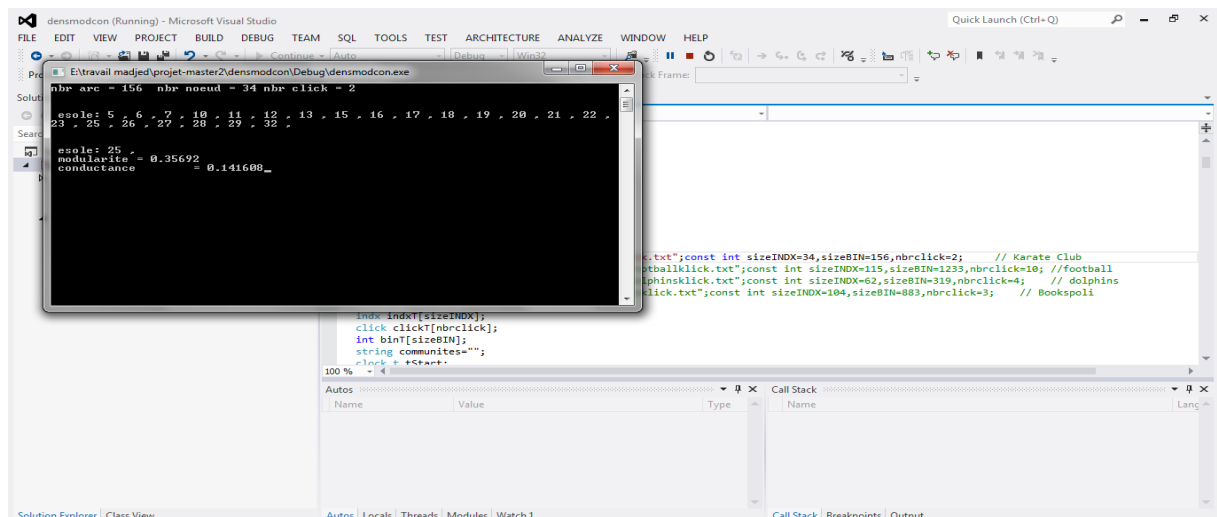 densmodcon (Running) - Microsoft Visual Studio
Quick Launch (Ctrl+Q)
FILE EDIT VIEW PROJECT BUILD DEBUG TEAM SQL TOOLS TEST ARCHITECTURE ANALYZE WINDOW HELP
Continue Auto Debug Win32
E:\travail madjed\projet-master2\densmodcon\Debug\densmodcon.exe
Frame:
nbr arc = 156 nbr noeud = 34 nbr click = 2
esole: 5 , 6 , 7 , 10 , 11 , 12 , 13 , 15 , 16 , 17 , 18 , 19 , 20 , 21 , 22 ,
23 , 25 , 26 , 27 , 28 , 29 , 32 ,
esole: 25 ,
modularite = 0.35692
conductance = 0.141608_
k.txt";const int sizeINDX=34,sizeBIN=156,nbrclick=2; // Karate Club
otballklick.txt";const int sizeINDX=115,sizeBIN=1233,nbrclick=10; //football
lphinsklick.txt";const int sizeINDX=62,sizeBIN=319,nbrclick=4; // dolphins
klick.txt";const int sizeINDX=104,sizeBIN=883,nbrclick=3; // Bookspoli
indx indxT[sizeINDX];
click clickT[nbrclick];
int binT[sizeBIN];
string communites="";
clock_t tStart;
100 %
Autos
Call Stack
Name Value Type
Name Lang
Solution Explorer Class View
Autos Locals Threads Modules Watch 1
Call Stack Breakpoints Output